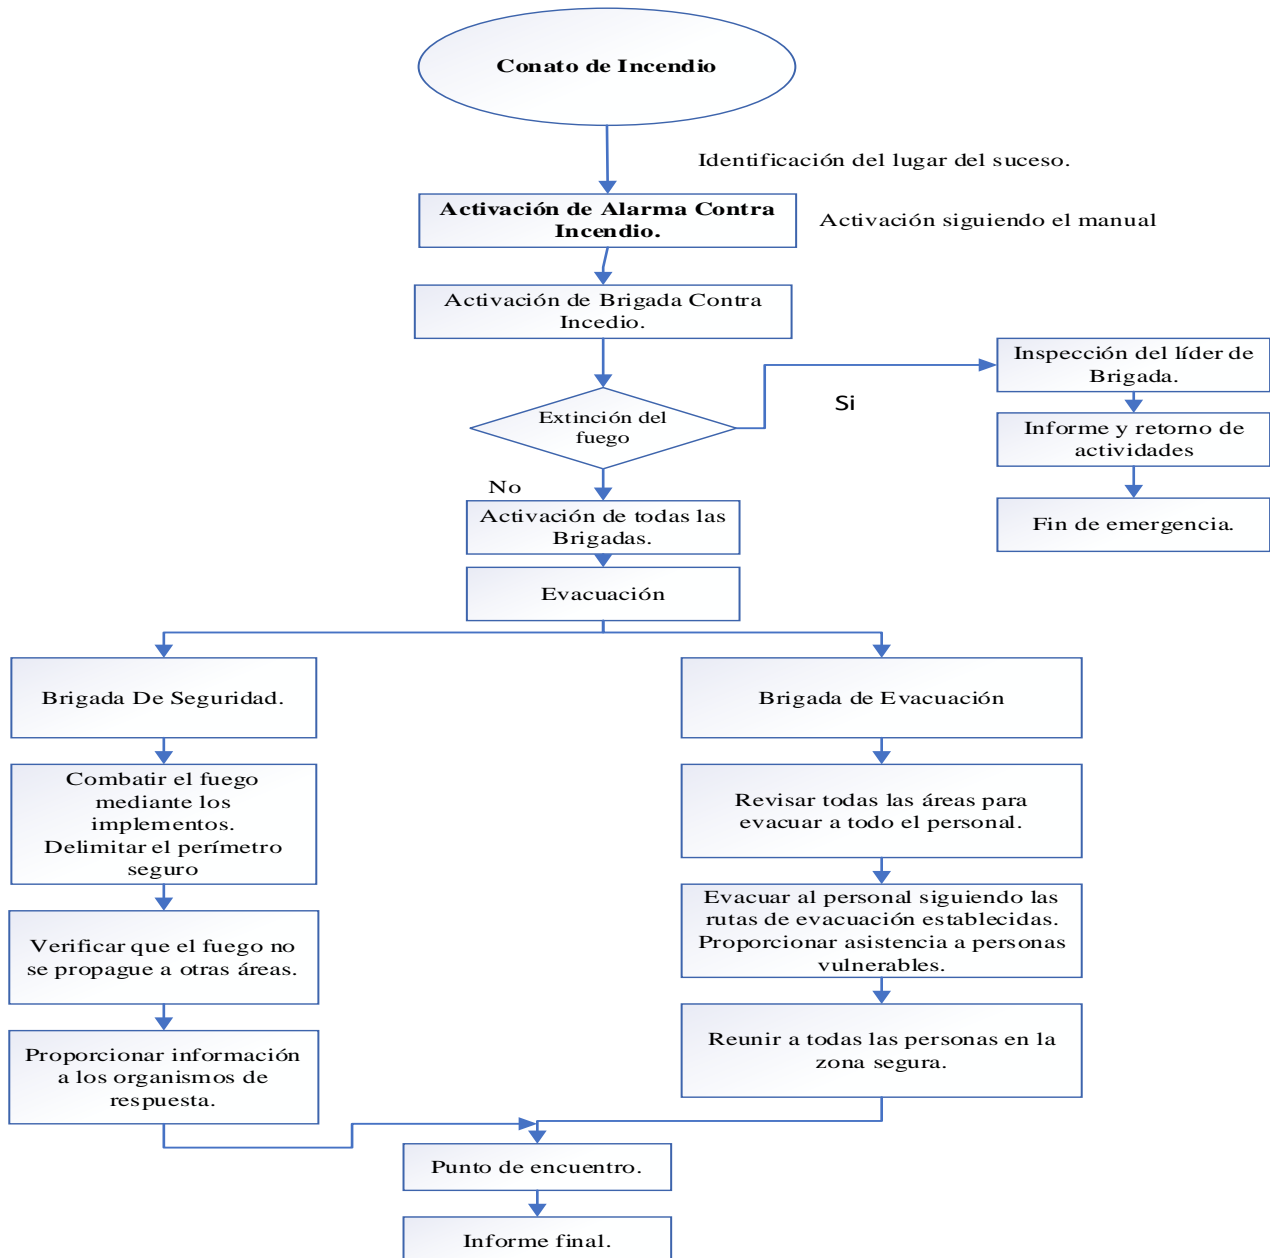 Conato de Incendio
Identificación del lugar del suceso.
Activación de Alarma Contra
Incendio.
Activación siguiendo el manual
Activación de Brigada Contra
Incedio.
Extinción del
fuego
Si
Inspección del líder de
Brigada.
Informe y retorno de
actividades
Fin de emergencia.
No
Activación de todas las
Brigadas.
Evacuación
Brigada De Seguridad.
Combatir el fuego
mediante los
implementos.
Delimitar el perímetro
seguro
Verificar que el fuego no
se propague a otras áreas.
Proporcionar información
a los organismos de
respuesta.
Brigada de Evacuación
Revisar todas las áreas para
evacuar a todo el personal.
Evacuar al personal siguiendo las
rutas de evacuación establecidas.
Proporcionar asistencia a personas
vulnerables.
Reunir a todas las personas en la
zona segura.
Punto de encuentro.
Informe final.